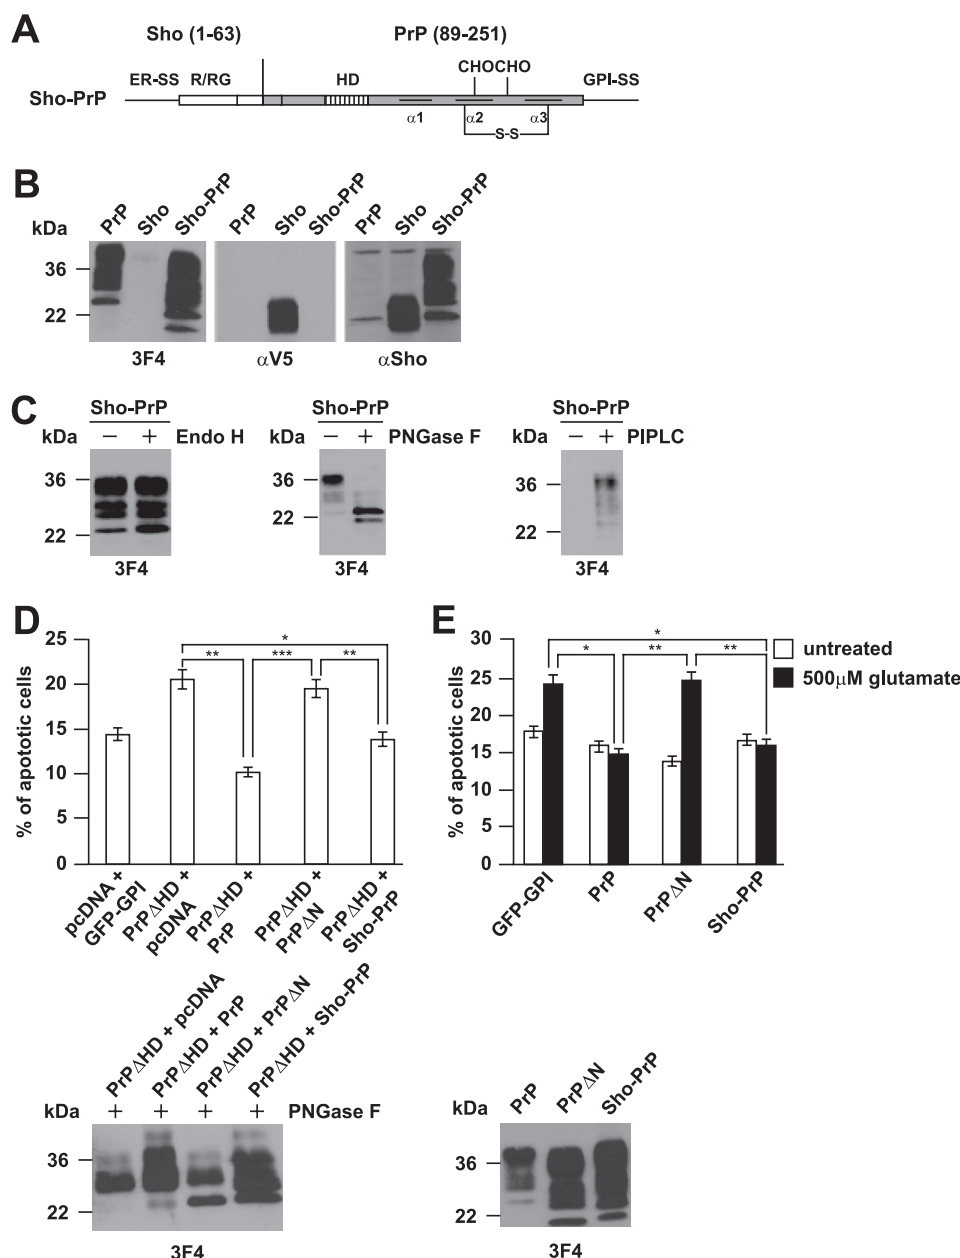 A
Sho (1-63)
PrP (89-251)
CHOCHO
ER-SS
R/RG
HD
GPI-SS
Sho-PrP
α1
α2
α3
S-S
B
PrP
Sho
Sho-PrP
PrP
Sho
Sho-PrP
PrP
Sho
Sho-PrP
kDa
36
22
3F4
αV5
αSho
C
Sho-PrP
kDa
− + Endo H
36
22
3F4
Sho-PrP
kDa
− + PNGase F
36
22
3F4
Sho-PrP
kDa
− + PIPLC
36
22
3F4
D
% of apoptotic cells
25
20
15
10
5
0
*
** *** **
pcDNA +
GFP-GPI
PrPΔHD +
pcDNA
PrPΔHD +
PrP
PrPΔHD +
PrPΔN
PrPΔHD +
Sho-PrP
PrPΔHD + pcDNA
PrPΔHD + PrP
PrPΔHD + PrPΔN
PrPΔHD + Sho-PrP
kDa
+ + + + PNGase F
36
22
3F4
E
% of apoptotic cells
30
25
20
15
10
5
0
*
* ** **
untreated
500µM glutamate
GFP-GPI
PrP
PrPΔN
Sho-PrP
PrP
PrPΔN
Sho-PrP
kDa
36
22
3F4